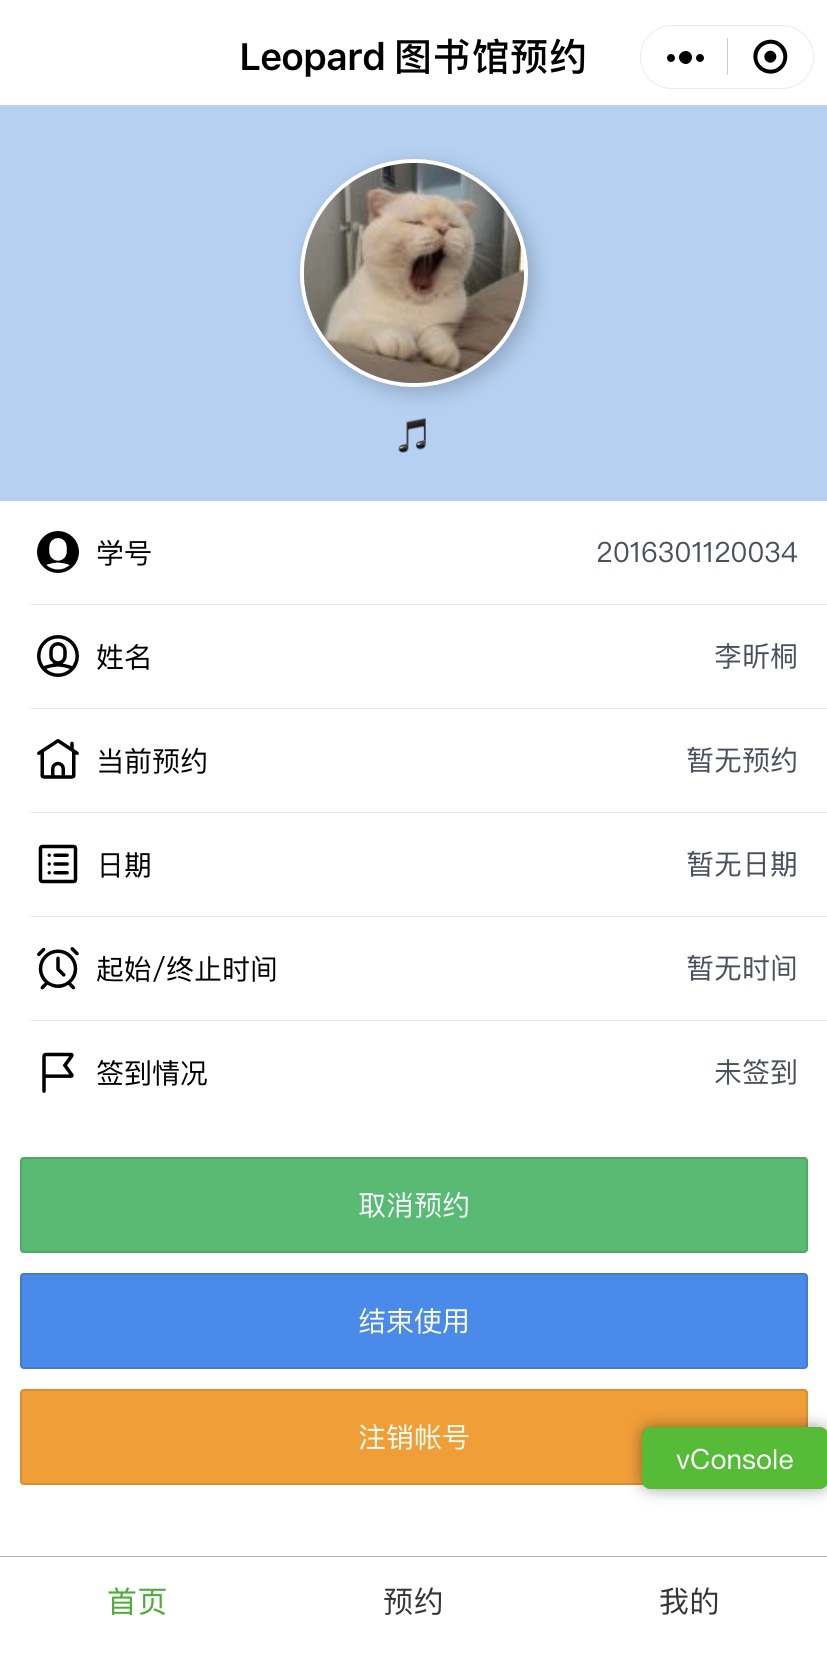 Leopard 图书馆预约
学号 2016301120034
姓名 李昕桐
当前预约 暂无预约
日期 暂无日期
起始/终止时间 暂无时间
签到情况 未签到
取消预约
结束使用
注销帐号
vConsole
首页 预约 我的